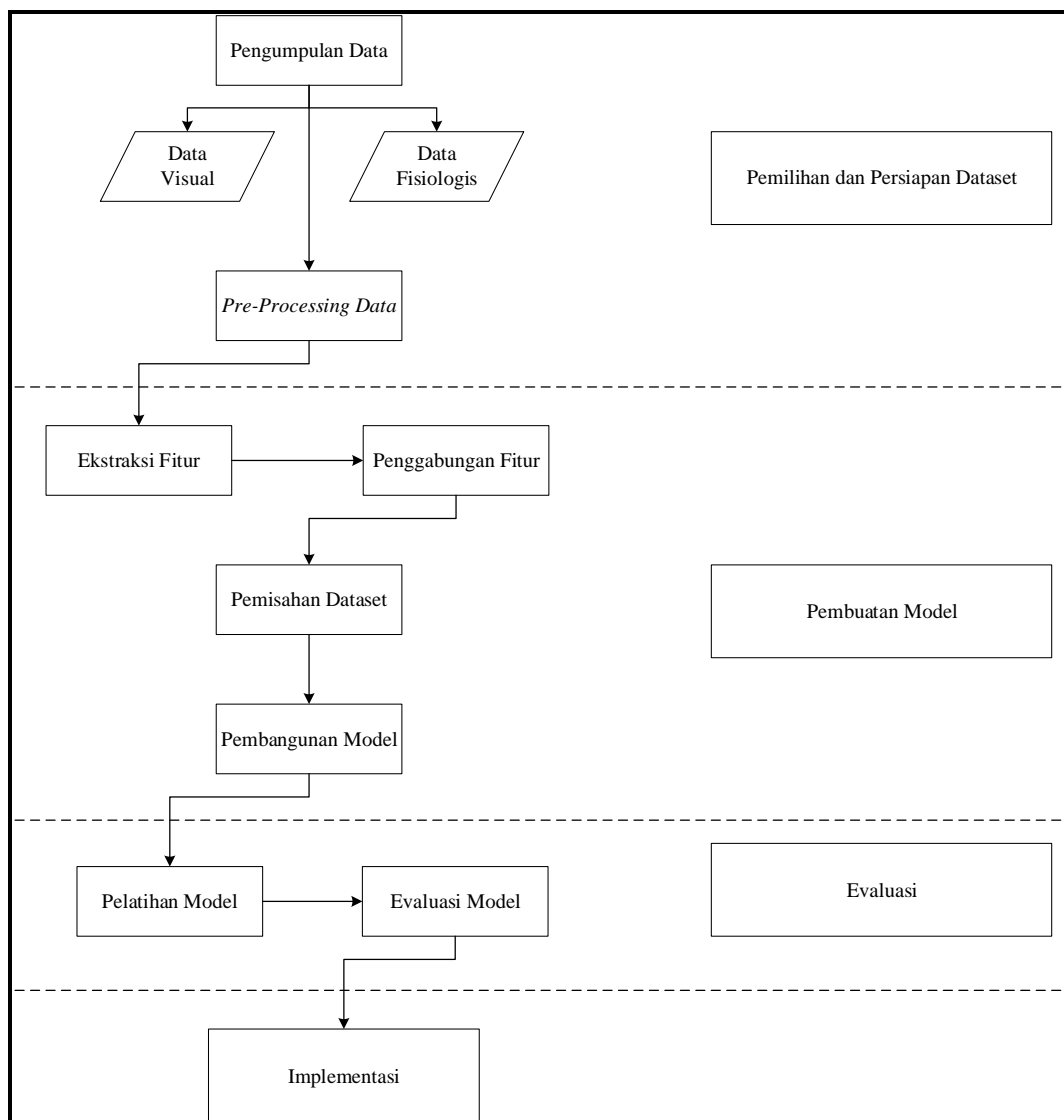 Pengumpulan Data
Data
Visual
Data
Fisiologis
Pemilihan dan Persiapan Dataset
Pre-Processing Data
Ekstraksi Fitur
Penggabungan Fitur
Pemisahan Dataset
Pembuatan Model
Pembangunan Model
Pelatihan Model
Evaluasi Model
Evaluasi
Implementasi